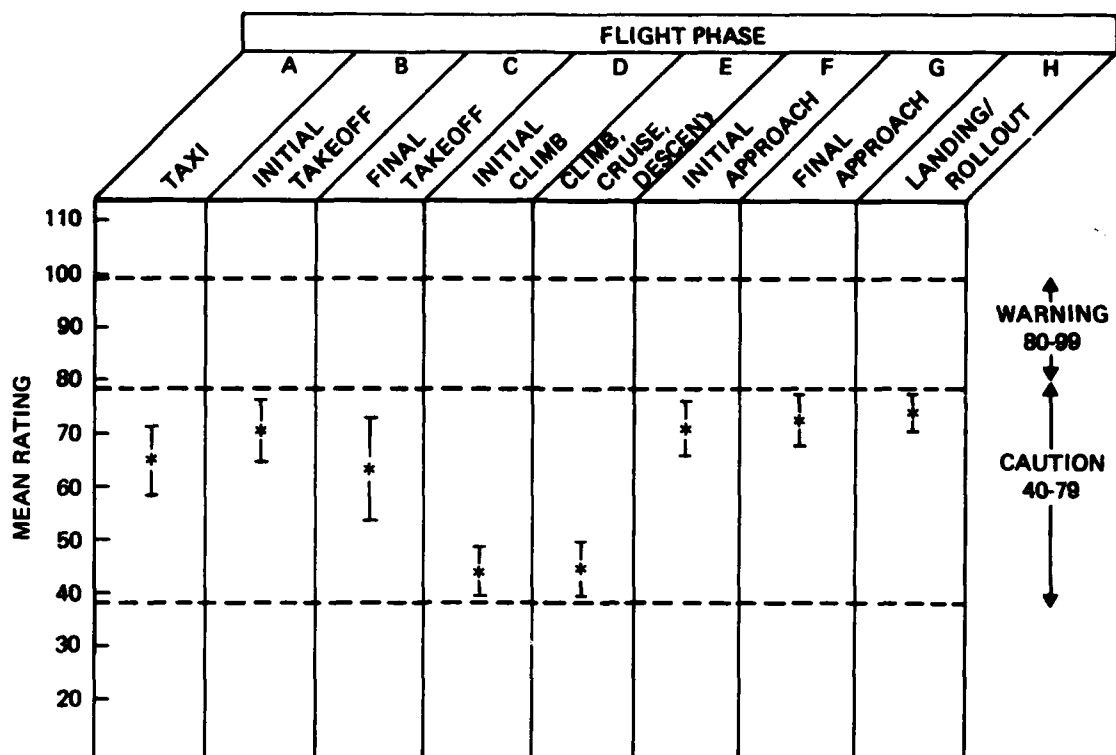 FLIGHT PHASE
A B C D E F G H
TAXI
INITIAL
TAKEOFF
FINAL
TAKEOFF
INITIAL
CLIMB
CLIMB,
CRUISE,
DESCENT
INITIAL
APPROACH
FINAL
APPROACH
LANDING/
ROLLOUT
MEAN RATING
110
100
90
80
70
60
50
40
30
20
WARNING
80-99
CAUTION
40-79